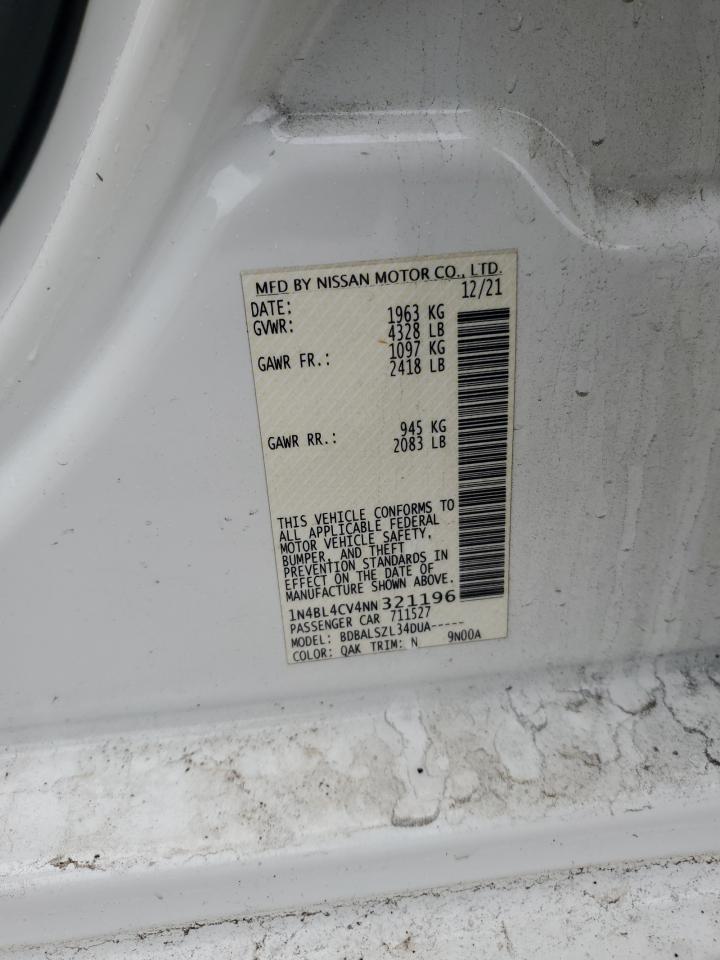 MFD BY NISSAN MOTOR CO., LTD.
DATE: 12/21
GVWR: 1963 KG
4328 LB
GAWR FR.: 1097 KG
2418 LB
GAWR RR.: 945 KG
2083 LB
THIS VEHICLE CONFORMS TO
ALL APPLICABLE FEDERAL
MOTOR VEHICLE SAFETY,
BUMPER, AND THEFT
PREVENTION STANDARDS IN
EFFECT ON THE DATE OF
MANUFACTURE SHOWN ABOVE.
1N4BL4CV4NN321196
PASSENGER CAR 711527
MODEL: BDBALSZL34DUA-----
COLOR: QAK TRIM: N 9N00A